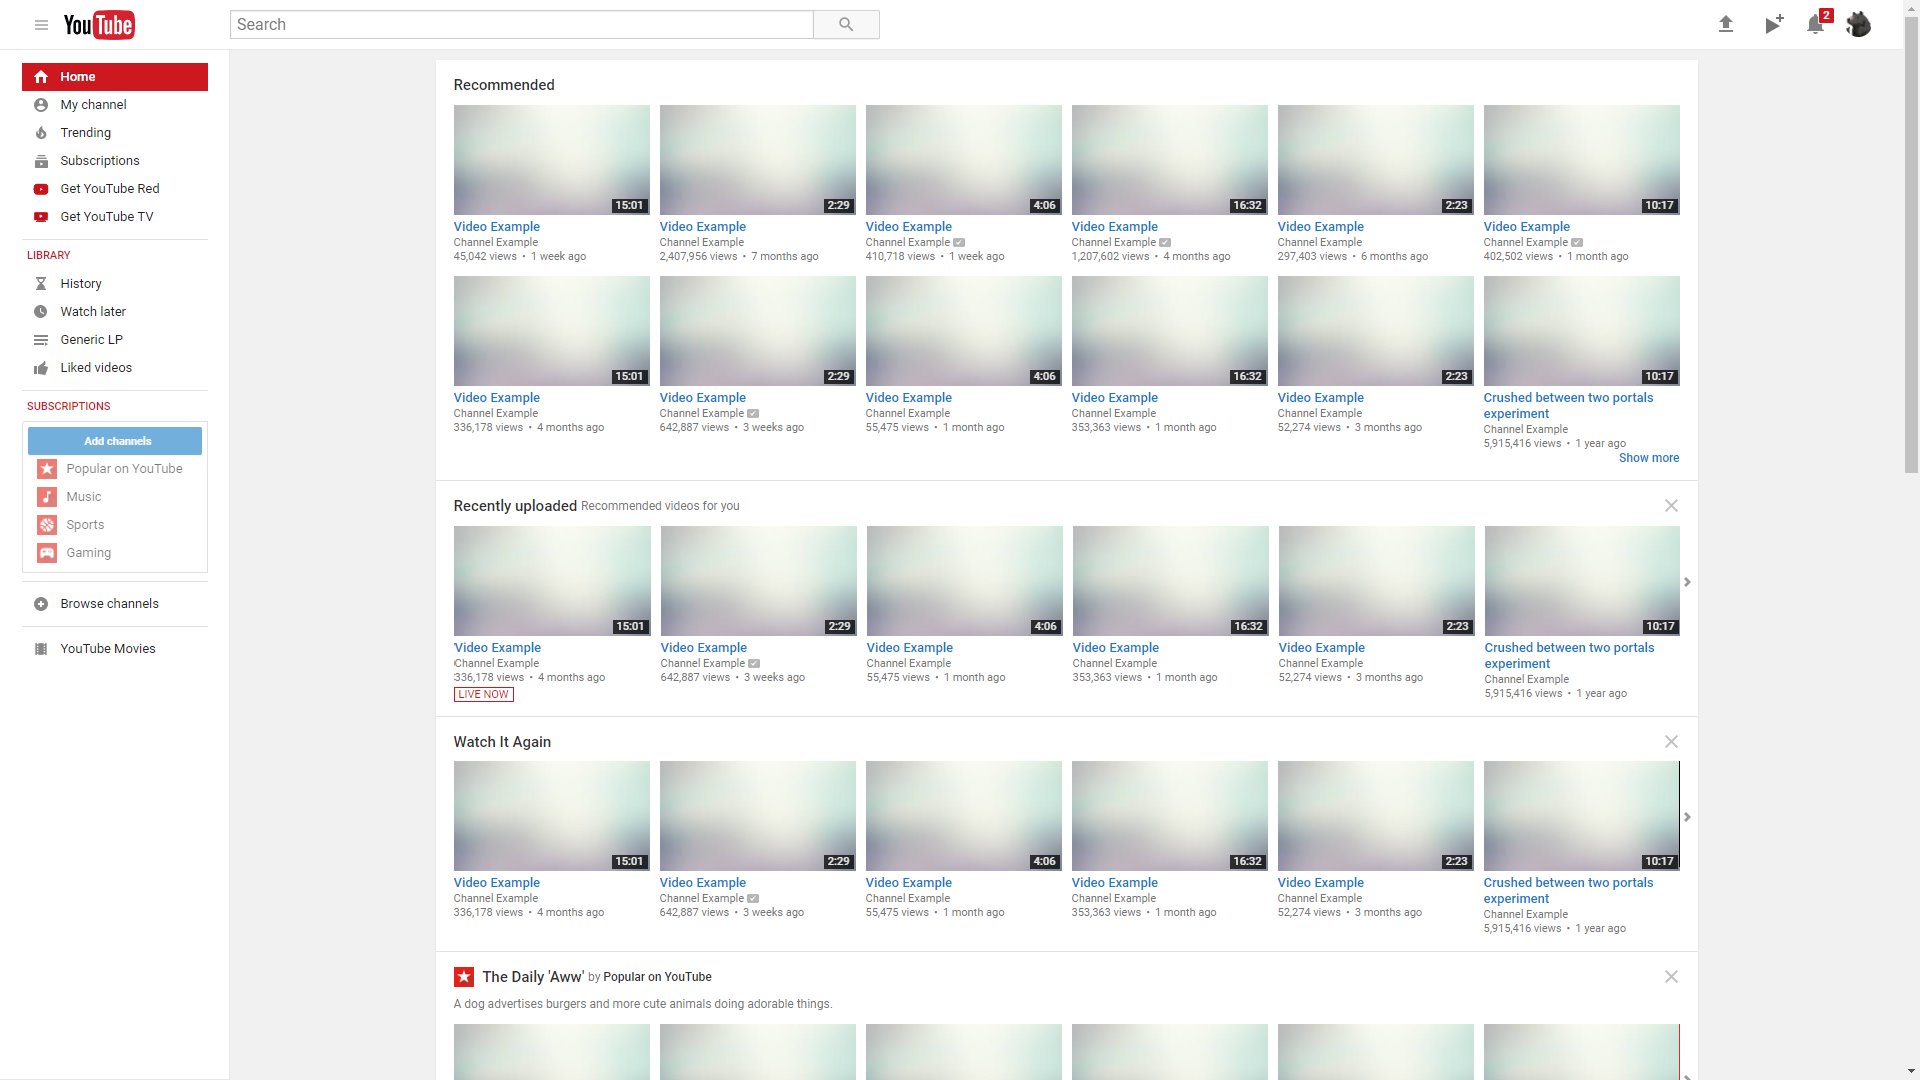 YouTube
Search
2
Home
My channel
Trending
Subscriptions
Get YouTube Red
Get YouTube TV
LIBRARY
History
Watch later
Generic LP
Liked videos
SUBSCRIPTIONS
Add channels
Popular on YouTube
Music
Sports
Gaming
Browse channels
YouTube Movies
Recommended
15:01 2:29 4:06 16:32 2:23 10:17
Video Example Video Example Video Example Video Example Video Example Video Example
Channel Example Channel Example Channel Example Channel Example Channel Example Channel Example
45,042 views • 1 week ago 2,407,956 views • 7 months ago 410,718 views • 1 week ago 1,207,602 views • 4 months ago 297,403 views • 6 months ago 402,502 views • 1 month ago
15:01 2:29 4:06 16:32 2:23 10:17
Video Example Video Example Video Example Video Example Video Example Crushed between two portals
experiment
Channel Example Channel Example Channel Example Channel Example Channel Example Channel Example
336,178 views • 4 months ago 642,887 views • 3 weeks ago 55,475 views • 1 month ago 353,363 views • 1 month ago 52,274 views • 3 months ago 5,915,416 views • 1 year ago
Show more
Recently uploaded Recommended videos for you
15:01 2:29 4:06 16:32 2:23 10:17
Video Example Video Example Video Example Video Example Video Example Crushed between two portals
experiment
Channel Example Channel Example Channel Example Channel Example Channel Example Channel Example
336,178 views • 4 months ago 642,887 views • 3 weeks ago 55,475 views • 1 month ago 353,363 views • 1 month ago 52,274 views • 3 months ago 5,915,416 views • 1 year ago
LIVE NOW
Watch It Again
15:01 2:29 4:06 16:32 2:23 10:17
Video Example Video Example Video Example Video Example Video Example Crushed between two portals
experiment
Channel Example Channel Example Channel Example Channel Example Channel Example Channel Example
336,178 views • 4 months ago 642,887 views • 3 weeks ago 55,475 views • 1 month ago 353,363 views • 1 month ago 52,274 views • 3 months ago 5,915,416 views • 1 year ago
The Daily 'Aww' by Popular on YouTube
A dog advertises burgers and more cute animals doing adorable things.